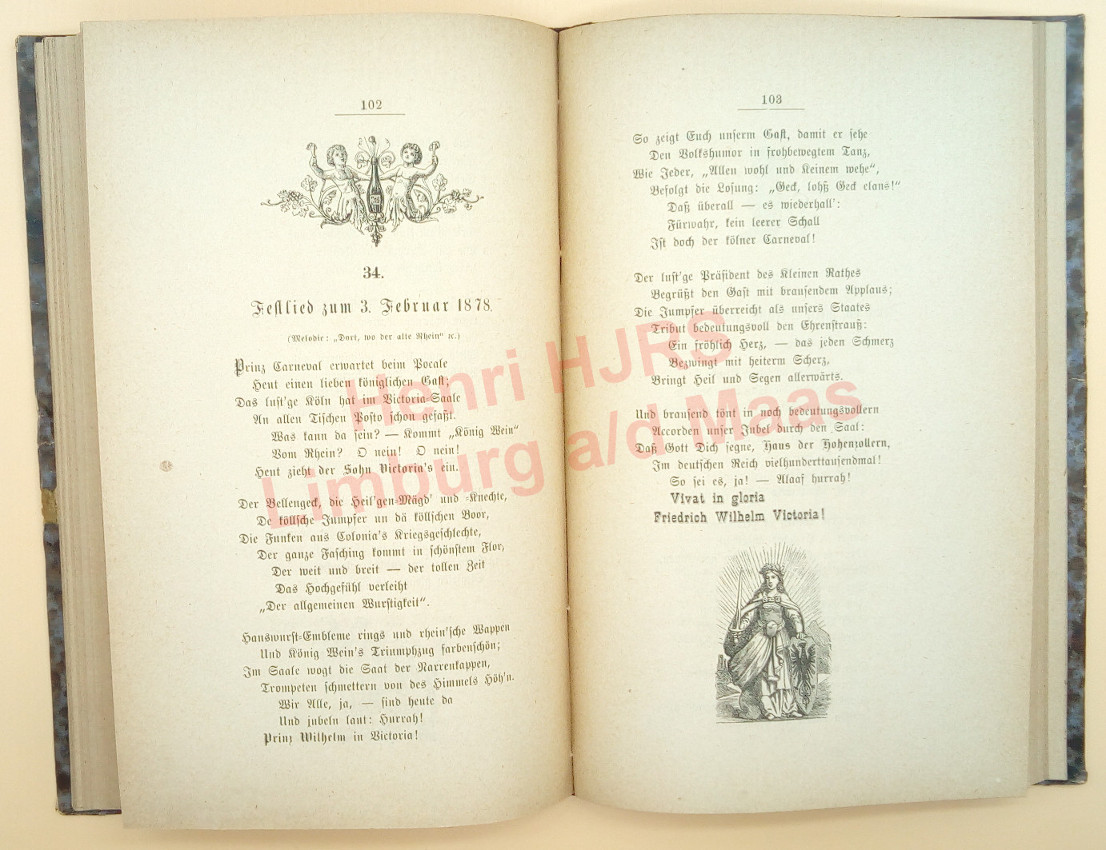 102
34.
Festlied zum 3. Februar 1878.
(Melodie: „Dort, wo der alte Rhein“ ꝛc.)
Prinz Carneval erwartet beim Pocale
Heut einen lieben königlichen Gast;
Das lust'ge Köln hat im Victoria-Saale
An allen Tischen Posto schon gefaßt.
Was kann da sein? — Kommt „König Wein“
Vom Rhein? O nein! O nein!
Heut zieht der Sohn Victoria's ein.
Der Bellengeck, die Heil'gen-Mägd' und -Knechte,
De köllsche Jumpfer un dä köllschen Boor,
Die Funken aus Colonia's Kriegsgeschlechte,
Der ganze Fasching kommt in schönstem Flor,
Der weit und breit — der tollen Zeit
Das Hochgefühl verleiht
„Der allgemeinen Wurstigkeit“.
Hanswurst-Embleme rings und rhein'sche Wappen
Und König Wein's Triumphzug farbenschön;
Im Saale wogt die Saat der Narrenkappen,
Trompeten schmettern von des Himmels Höh'n.
Wir Alle, ja, — sind heute da
Und jubeln laut: Hurrah!
Prinz Wilhelm in Victoria!
103
So zeigt Euch unserm Gast, damit er sehe
Den Volkshumor in frohbewegtem Tanz,
Wie Jeder, „Allen wohl und Keinem wehe“,
Befolgt die Losung: „Geck, lohß Geck elans!“
Daß überall — es wiederhall':
Fürwahr, kein leerer Schall
Ist doch der kölner Carneval!
Der lust'ge Präsident des Kleinen Rathes
Begrüßt den Gast mit brausendem Applaus;
Die Jumpfer überreicht als unsers Staates
Tribut bedeutungsvoll den Ehrenstrauß:
Ein fröhlich Herz, — das jeden Schmerz
Bezwingt mit heiterm Scherz,
Bringt Heil und Segen allerwärts.
Und brausend tönt in noch bedeutungsvollern
Accorden unser Jubel durch den Saal:
Daß Gott Dich segne, Haus der Hohenzollern,
Im deutschen Reich vielhunderttausendmal!
So sei es, ja! — Alaaf hurrah!
Vivat in gloria
Friedrich Wilhelm Victoria!
Henri HJRS
Limburg a/d Maas